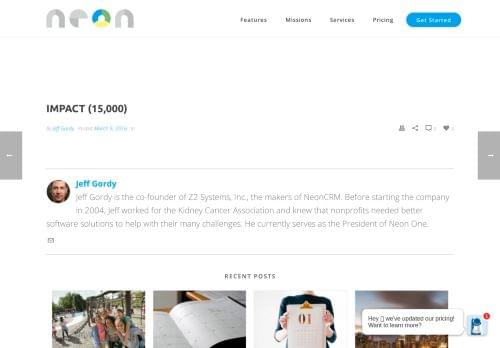 neon
Features Missions Services Pricing Get Started
IMPACT (15,000)
By Jeff Gordy Posted March 9, 2016 In
0 0
← →
Jeff Gordy
Jeff Gordy is the co-founder of Z2 Systems, Inc., the makers of NeonCRM. Before starting the company
in 2004, Jeff worked for the Kidney Cancer Association and knew that nonprofits needed better
software solutions to help with their many challenges. He currently serves as the President of Neon One.
RECENT POSTS
01
Hey we've updated our pricing!
Want to learn more?
1